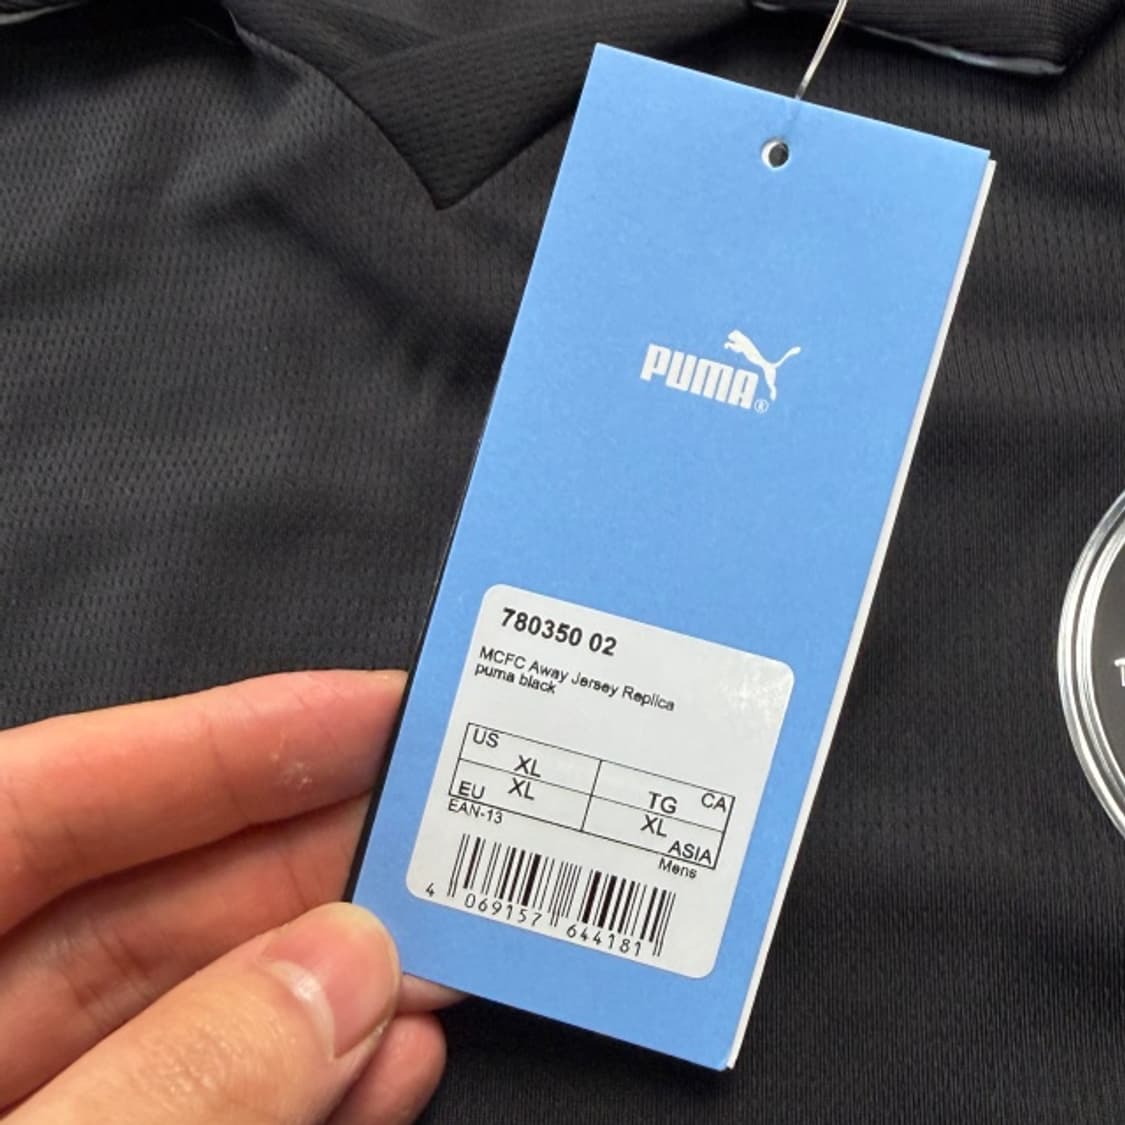 PUMA®
780350 02
MCFC Away Jersey Replica
puma black
US XL
TG CA
EU XL
XL ASIA
EAN-13
Mens
4 069157 644181